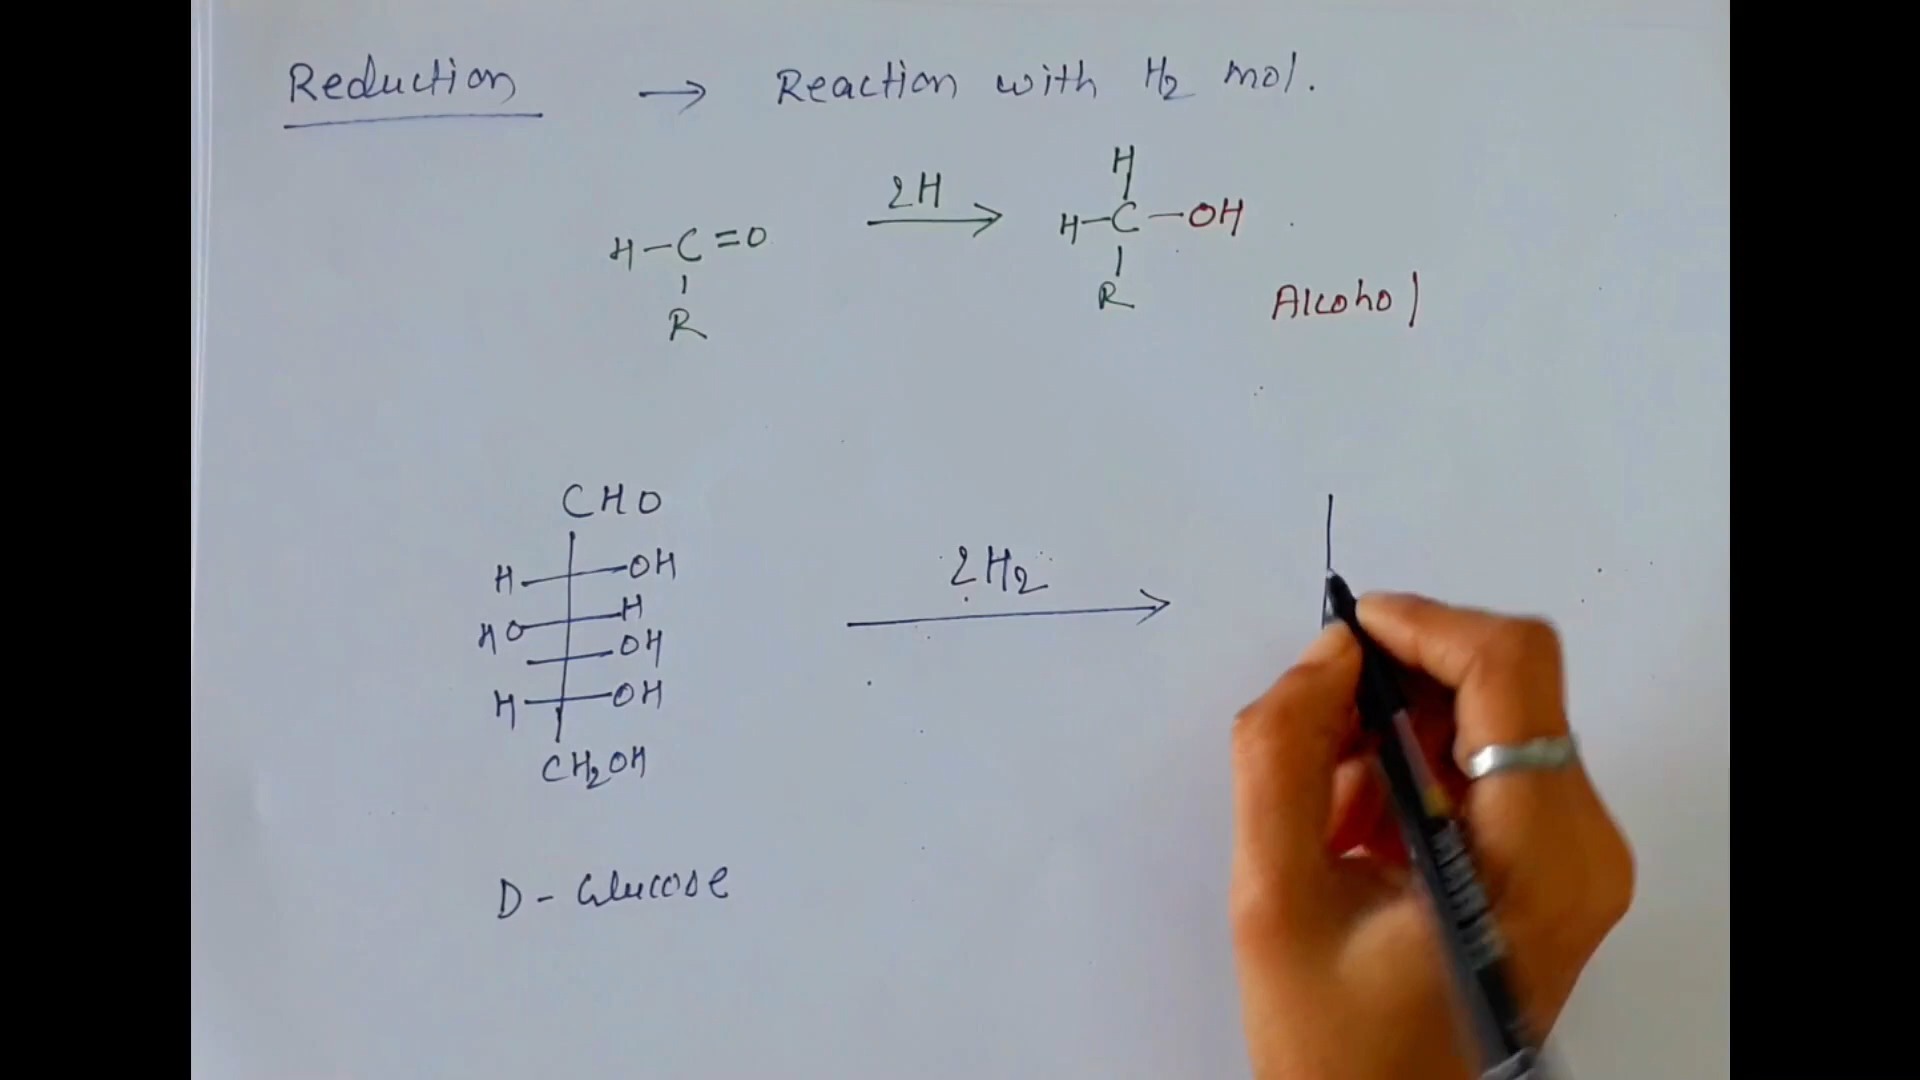 Reduction → Reaction with H2 mol.
H
2H
H-C=O → H-C-OH
R R
Alcohol
CHO
H OH
HO H
OH
H OH
CH2OH
2H2
D- Glucose